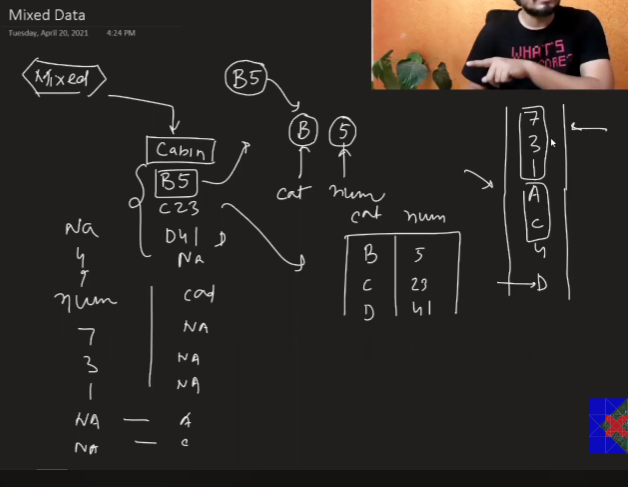 Mixed Data
Tuesday, April 20, 2021 4:24 PM
Mixed
B5
WHAT'S
B 5
cat num
Cabin
B5
C23
D41 D
Na
cat num
B 5
C 23
D 41
7
3
1
A
C
4
D
Na
4
num cat
7 NA
3 NA
1 NA
NA — A
NA — C